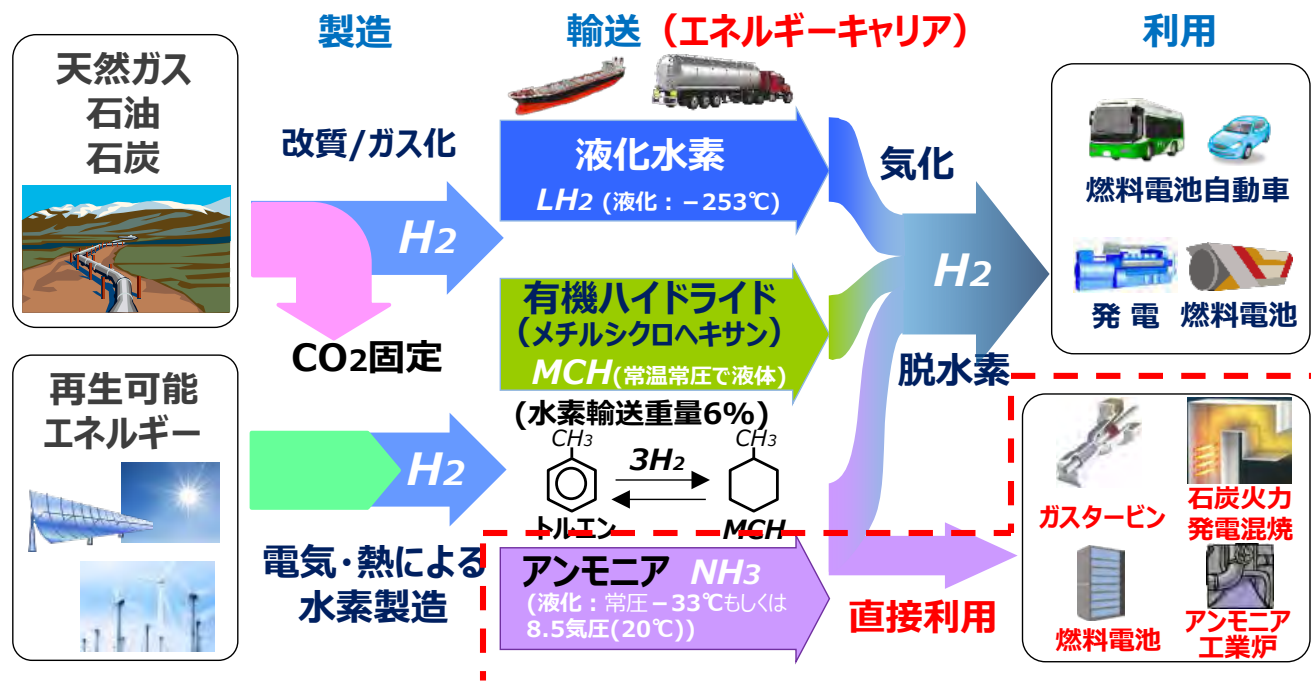 製造
輸送（エネルギーキャリア）
利用
天然ガス
石油
石炭
改質/ガス化
H2
CO2固定
再生可能
エネルギー
H2
電気・熱による
水素製造
液化水素
LH2 (液化：－253℃)
有機ハイドライド
（メチルシクロヘキサン）
MCH(常温常圧で液体)
(水素輸送重量6%)
CH3
3H2
CH3
トルエン
MCH
アンモニア NH3
(液化：常圧－33℃もしくは
8.5気圧(20℃))
気化
H2
脱水素
直接利用
燃料電池自動車
発電
燃料電池
ガスタービン
石炭火力
発電混焼
燃料電池
アンモニア
工業炉